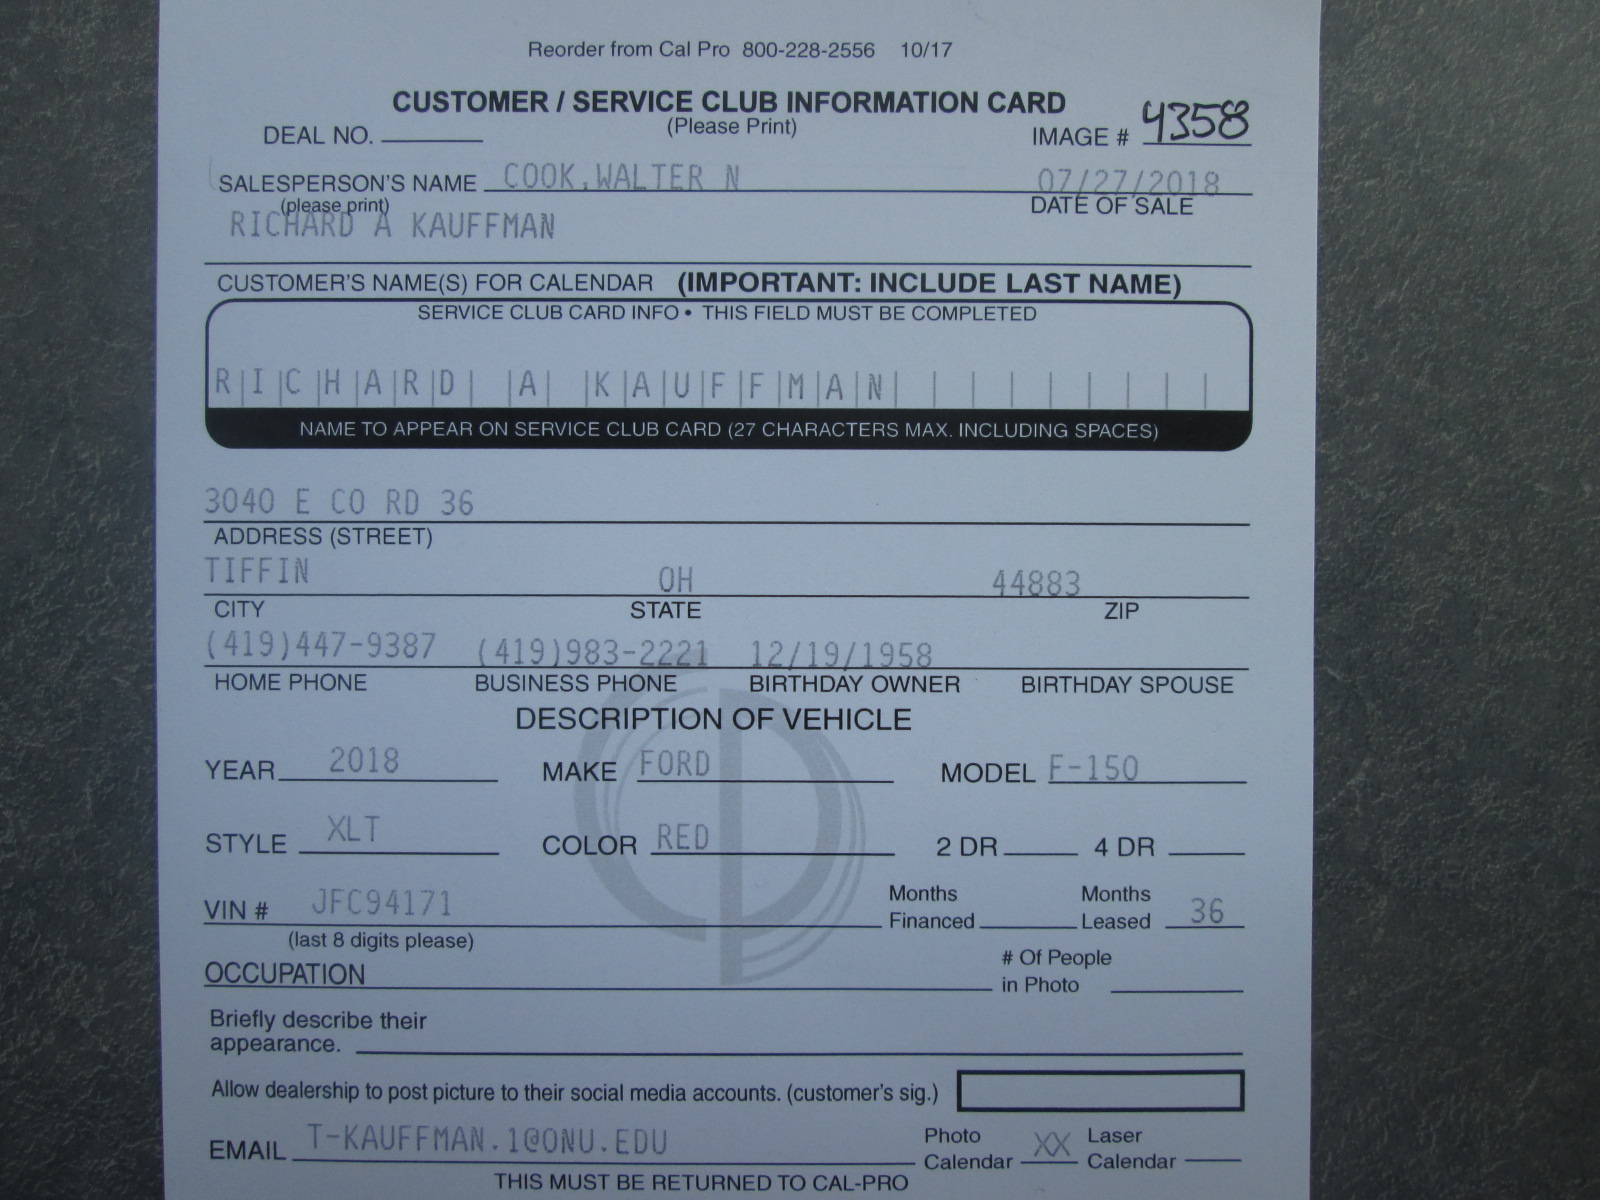 Reorder from Cal Pro 800-228-2556 10/17
CUSTOMER / SERVICE CLUB INFORMATION CARD
(Please Print)
DEAL NO.
IMAGE # 4358
SALESPERSON'S NAME COOK,WALTER N 07/27/2018
(please print) DATE OF SALE
RICHARD A KAUFFMAN
CUSTOMER'S NAME(S) FOR CALENDAR (IMPORTANT: INCLUDE LAST NAME)
SERVICE CLUB CARD INFO • THIS FIELD MUST BE COMPLETED
RICHARD A KAUFFMAN
NAME TO APPEAR ON SERVICE CLUB CARD (27 CHARACTERS MAX. INCLUDING SPACES)
3040 E CO RD 36
ADDRESS (STREET)
TIFFIN OH 44883
CITY STATE ZIP
(419)447-9387 (419)983-2221 12/19/1958
HOME PHONE BUSINESS PHONE BIRTHDAY OWNER BIRTHDAY SPOUSE
DESCRIPTION OF VEHICLE
YEAR 2018 MAKE FORD MODEL F-150
STYLE XLT COLOR RED 2 DR 4 DR
VIN # JFC94171 Months Financed Months Leased 36
(last 8 digits please)
OCCUPATION # Of People in Photo
Briefly describe their
appearance.
Allow dealership to post picture to their social media accounts. (customer's sig.)
EMAIL T-KAUFFMAN.1@ONU.EDU Photo Calendar XX Laser Calendar
THIS MUST BE RETURNED TO CAL-PRO